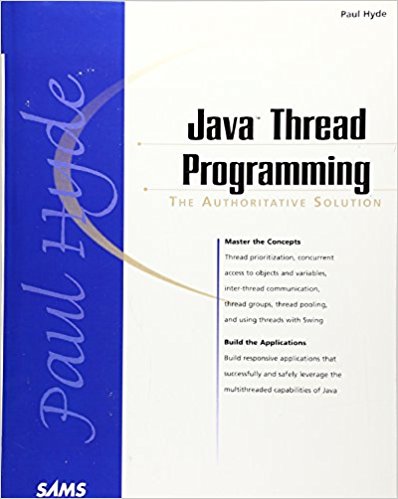 Paul Hyde
Paul Hyde
Java™ Thread
Programming
THE AUTHORITATIVE SOLUTION
Master the Concepts
Thread prioritization, concurrent
access to objects and variables,
inter-thread communication,
thread groups, thread pooling,
and using threads with Swing
Build the Applications
Build responsive applications that
successfully and safely leverage the
multithreaded capabilities of Java
SAMS